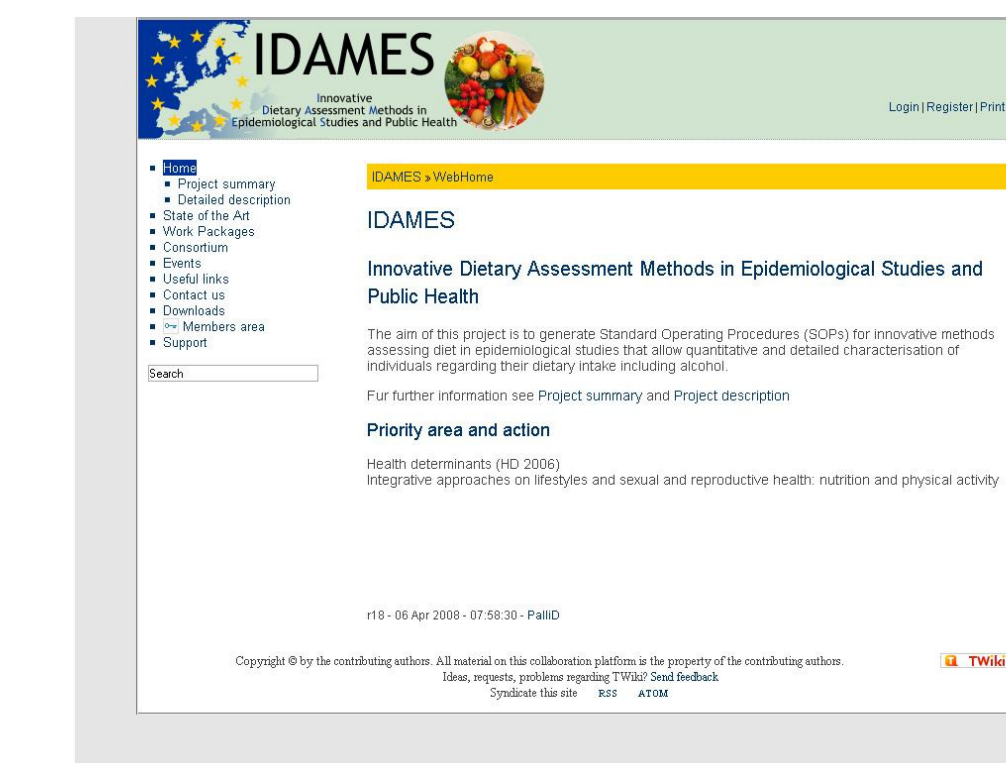 IDAMES
Innovative
Dietary Assessment Methods in
Epidemiological Studies and Public Health
Login | Register | Print
Home
Project summary
Detailed description
State of the Art
Work Packages
Consortium
Events
Useful links
Contact us
Downloads
Members area
Support
Search
IDAMES » WebHome
IDAMES
Innovative Dietary Assessment Methods in Epidemiological Studies and
Public Health
The aim of this project is to generate Standard Operating Procedures (SOPs) for innovative methods
assessing diet in epidemiological studies that allow quantitative and detailed characterisation of
individuals regarding their dietary intake including alcohol.
Fur further information see Project summary and Project description
Priority area and action
Health determinants (HD 2006)
Integrative approaches on lifestyles and sexual and reproductive health: nutrition and physical activity
r18 - 06 Apr 2008 - 07:58:30 - PalliD
Copyright © by the contributing authors. All material on this collaboration platform is the property of the contributing authors.
Ideas, requests, problems regarding TWiki? Send feedback
Syndicate this site RSS ATOM
TWiki